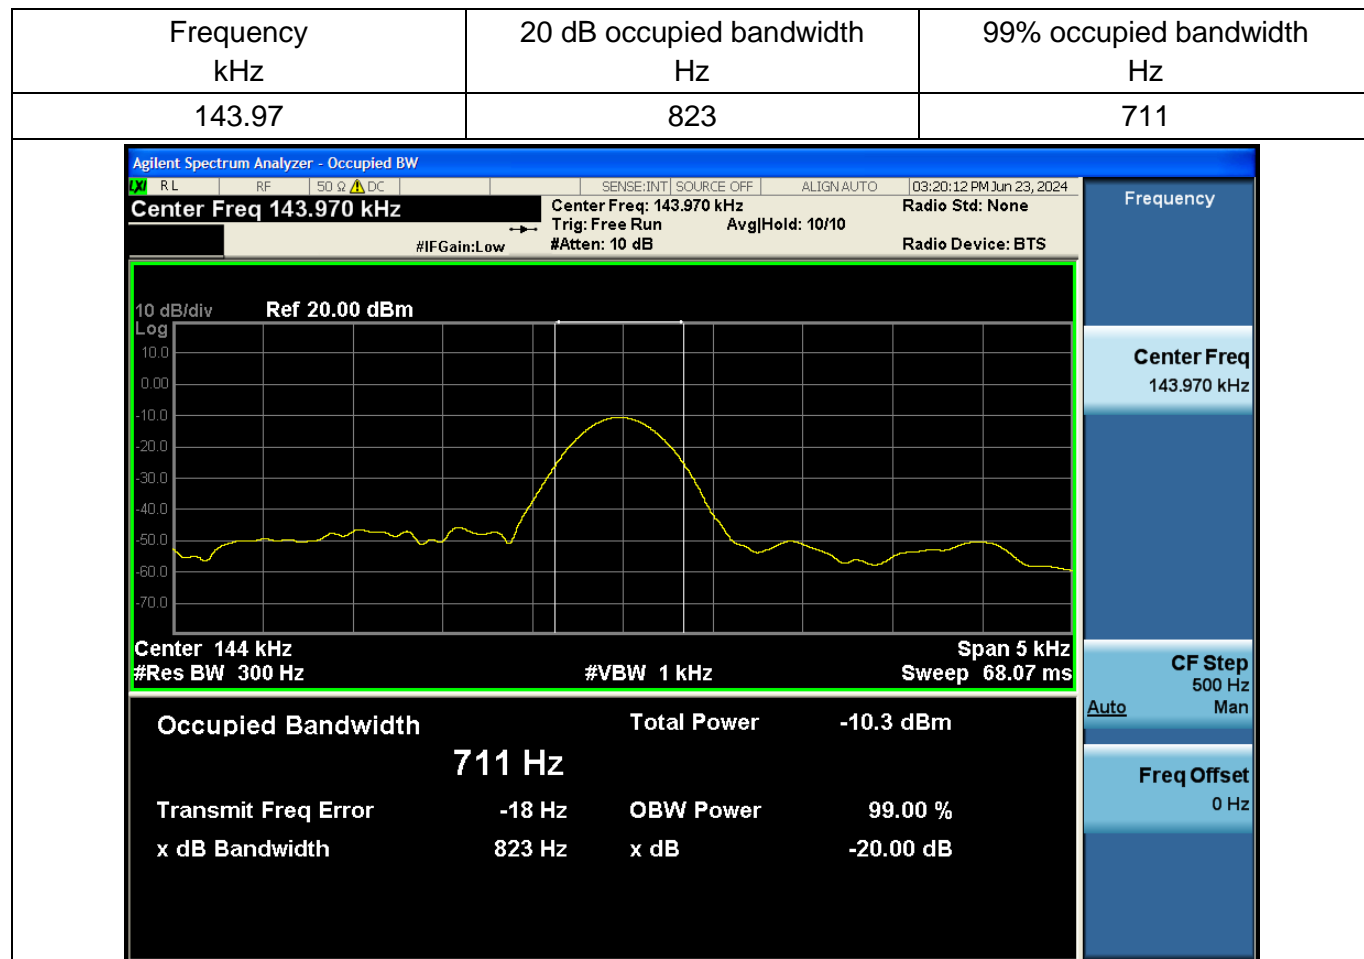 Frequency 20 dB occupied bandwidth 99% occupied bandwidth
kHz Hz Hz
143.97 823 711
Agilent Spectrum Analyzer - Occupied BW
LXI RL RF 50 Ω DC SENSE:INT SOURCE OFF ALIGN AUTO 03:20:12 PM Jun 23, 2024
Center Freq 143.970 kHz Center Freq: 143.970 kHz Radio Std: None
Trig: Free Run Avg|Hold: 10/10
#IFGain:Low #Atten: 10 dB Radio Device: BTS
Frequency
10 dB/div Ref 20.00 dBm
Log
10.0
0.00
-10.0
-20.0
-30.0
-40.0
-50.0
-60.0
-70.0
Center 144 kHz Span 5 kHz
#Res BW 300 Hz #VBW 1 kHz Sweep 68.07 ms
Center Freq
143.970 kHz
CF Step
500 Hz
Auto Man
Freq Offset
0 Hz
Occupied Bandwidth Total Power -10.3 dBm
711 Hz
Transmit Freq Error -18 Hz OBW Power 99.00 %
x dB Bandwidth 823 Hz x dB -20.00 dB